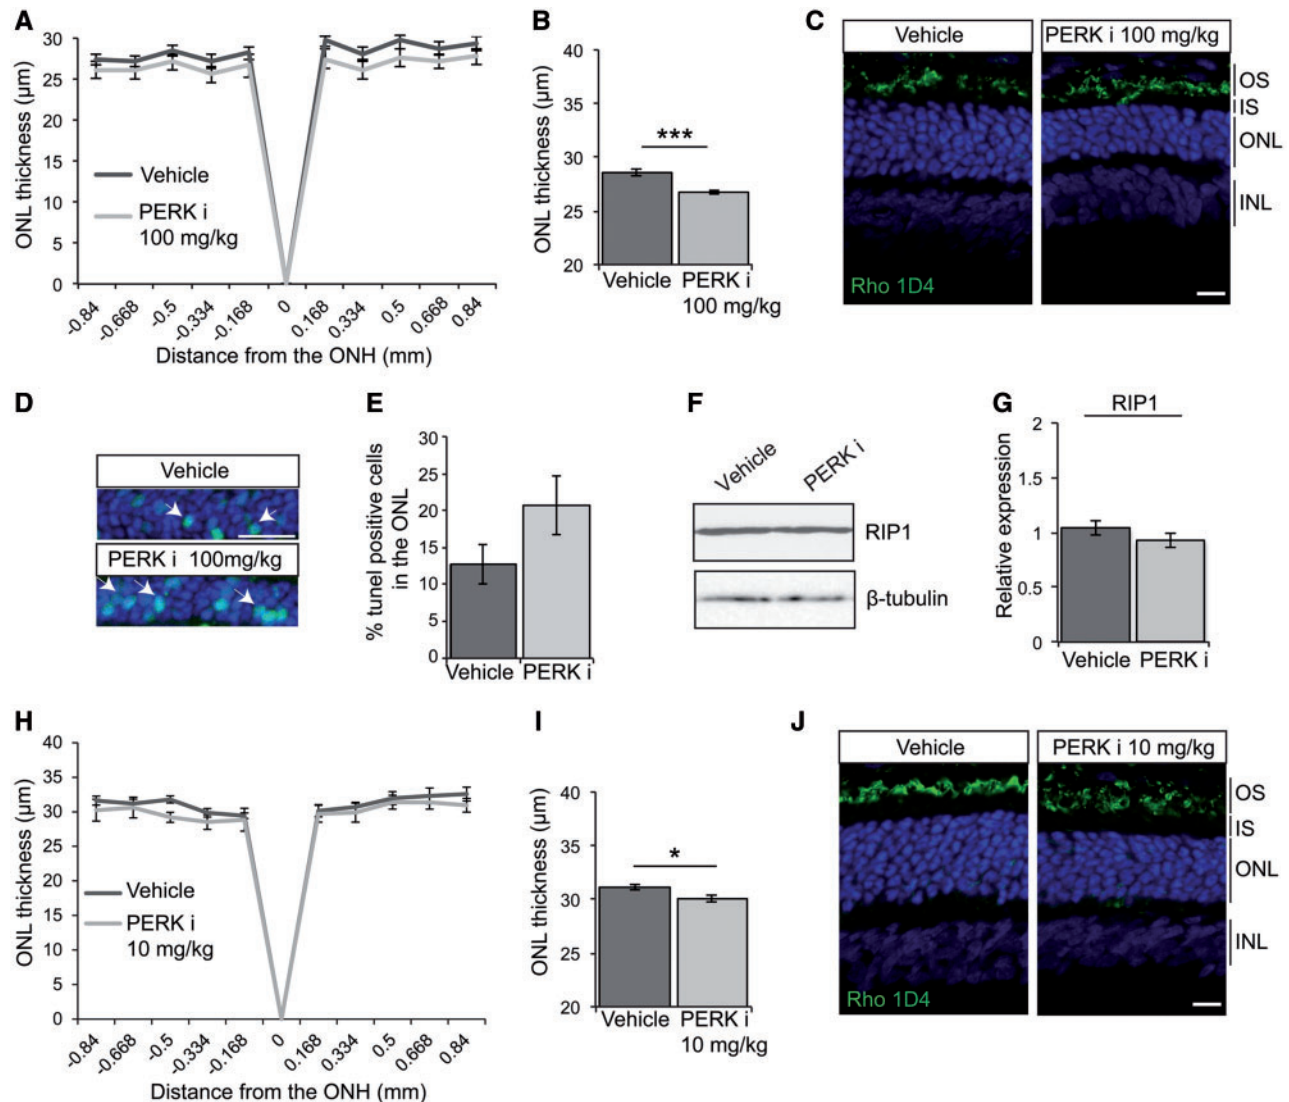 A
ONL thickness (μm)
30
25
20
15
10
5
0
Vehicle
PERK i
100 mg/kg
-0.84
-0.668
-0.5
-0.334
-0.168
0
0.168
0.334
0.5
0.668
0.84
Distance from the ONH (mm)
B
ONL thickness (μm)
40
35
30
25
20
***
Vehicle
PERK i
100 mg/kg
C
Vehicle
PERK i 100 mg/kg
OS
IS
ONL
INL
Rho 1D4
D
Vehicle
PERK i 100mg/kg
E
% tunel positive cells
in the ONL
30
25
20
15
10
5
0
Vehicle
PERK i
F
Vehicle
PERK i
RIP1
β-tubulin
G
RIP1
Relative expression
2
1.5
1
0.5
0
Vehicle
PERK i
H
ONL thickness (μm)
40
35
30
25
20
15
10
5
0
Vehicle
PERK i
10 mg/kg
-0.84
-0.668
-0.5
-0.334
-0.168
0
0.168
0.334
0.5
0.668
0.84
Distance from the ONH (mm)
I
ONL thickness (μm)
40
35
30
25
20
*
Vehicle
PERK i
10 mg/kg
J
Vehicle
PERK i 10 mg/kg
OS
IS
ONL
INL
Rho 1D4